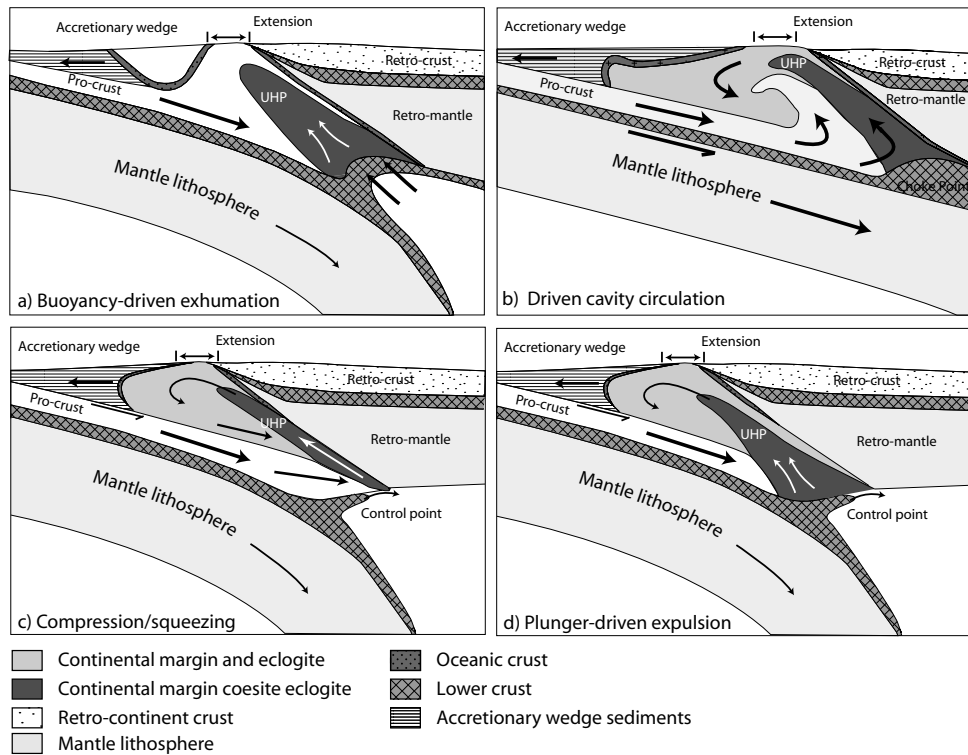 Accretionary wedge
Extension
Retro-crust
Pro-crust
UHP
Retro-mantle
Mantle lithosphere
a) Buoyancy-driven exhumation
Accretionary wedge
Extension
UHP
Retro-crust
Pro-crust
Retro-mantle
Choke Point
Mantle lithosphere
b) Driven cavity circulation
Accretionary wedge
Extension
Retro-crust
Pro-crust
UHP
Retro-mantle
Mantle lithosphere
Control point
c) Compression/squeezing
Accretionary wedge
Extension
Retro-crust
Pro-crust
UHP
Retro-mantle
Mantle lithosphere
Control point
d) Plunger-driven expulsion
Continental margin and eclogite
Continental margin coesite eclogite
Retro-continent crust
Mantle lithosphere
Oceanic crust
Lower crust
Accretionary wedge sediments